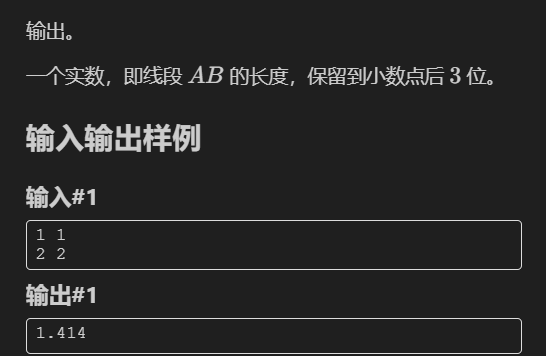 输出。
一个实数，即线段 AB 的长度，保留到小数点后 3 位。
输入输出样例
输入#1
1 1
2 2
输出#1
1.414